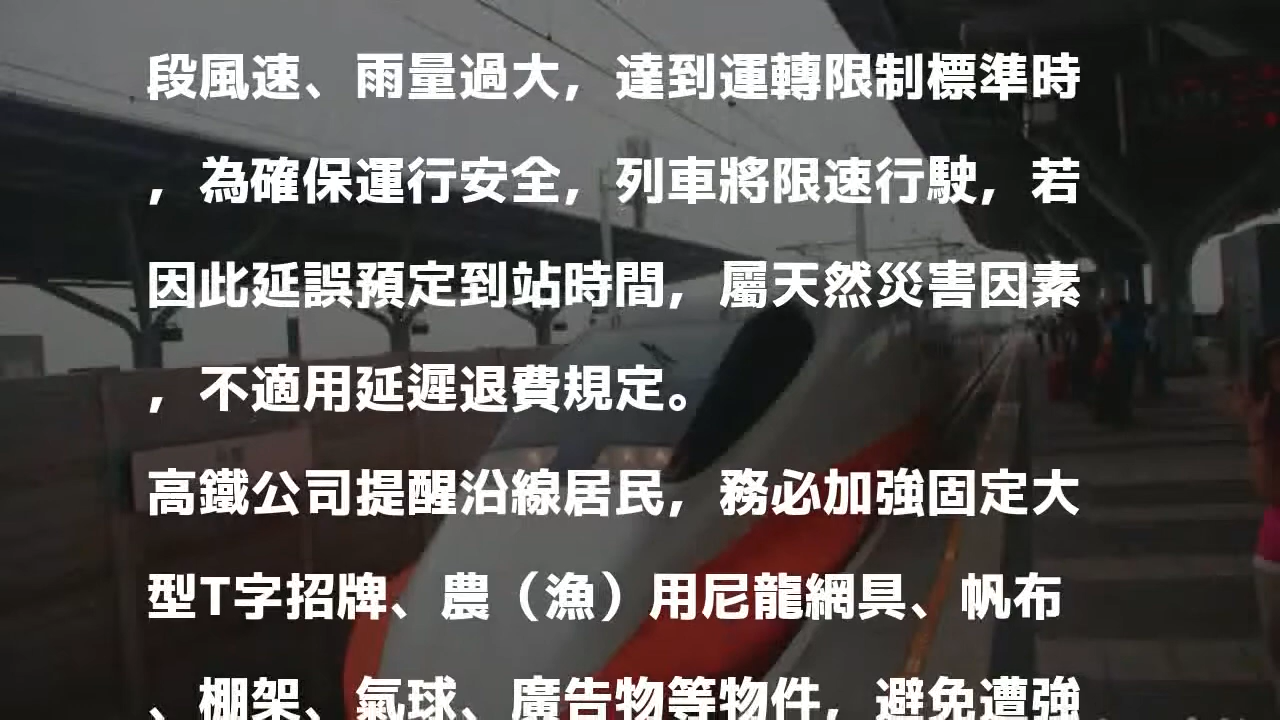 段風速、雨量過大，達到運轉限制標準時
，為確保運行安全，列車將限速行駛，若
因此延誤預定到站時間，屬天然災害因素
，不適用延遲退費規定。
高鐵公司提醒沿線居民，務必加強固定大
型T字招牌、農（漁）用尼龍網具、帆布
、棚架、氣球、廣告物等物件，避免遭強